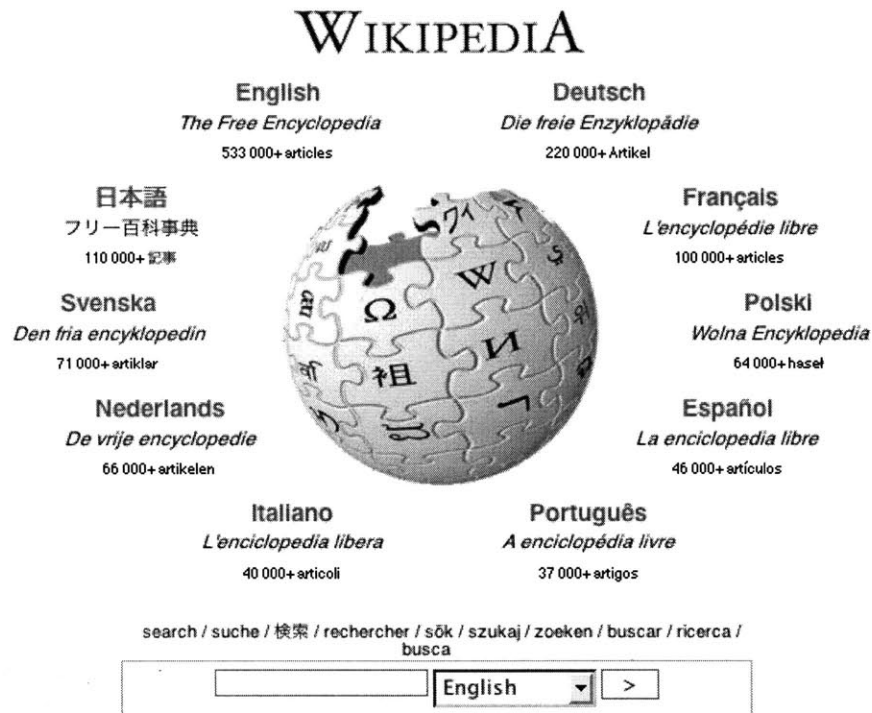 WIKIPEDIA
English
The Free Encyclopedia
533 000+ articles
Deutsch
Die freie Enzyklopädie
220 000+ Artikel
日本語
フリー百科事典
110 000+ 記事
Français
L'encyclopédie libre
100 000+ articles
Svenska
Den fria encyklopedin
71 000+ artiklar
Polski
Wolna Encyklopedia
64 000+ haseł
Nederlands
De vrije encyclopedie
66 000+ artikelen
Español
La enciclopedia libre
46 000+ artículos
Italiano
L'enciclopedia libera
40 000+ articoli
Português
A enciclopédia livre
37 000+ artigos
Ω
W
И
祖
ワィ
search / suche / 検索 / rechercher / sök / szukaj / zoeken / buscar / ricerca /
busca
English
>